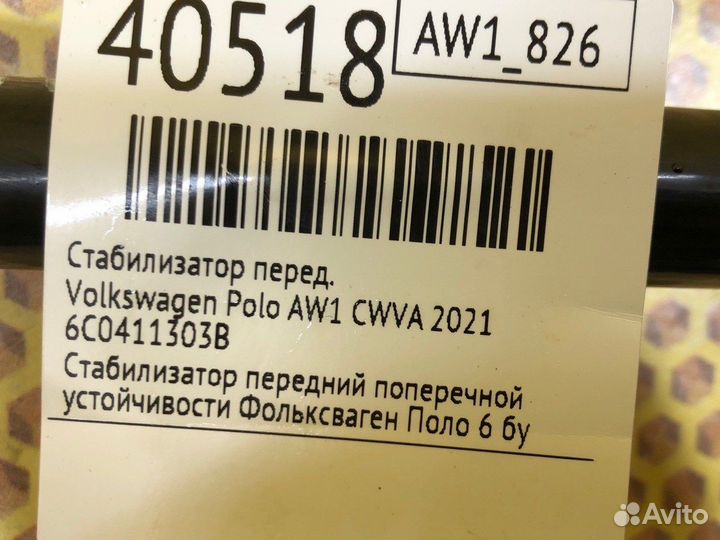 40518
AW1_826
Стабилизатор перед.
Volkswagen Polo AW1 CWVA 2021
6C0411303B
Стабилизатор передний поперечной
устойчивости Фольксваген Поло 6 бу
Avito